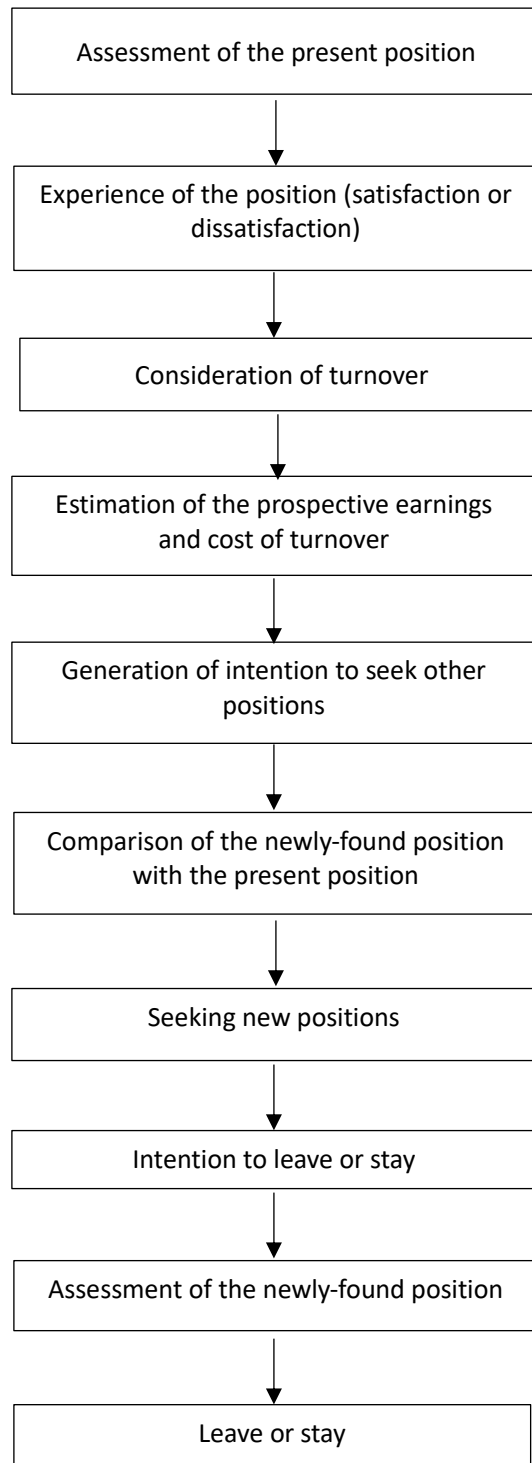 Assessment of the present position
Experience of the position (satisfaction or
dissatisfaction)
Consideration of turnover
Estimation of the prospective earnings
and cost of turnover
Generation of intention to seek other
positions
Comparison of the newly-found position
with the present position
Seeking new positions
Intention to leave or stay
Assessment of the newly-found position
Leave or stay